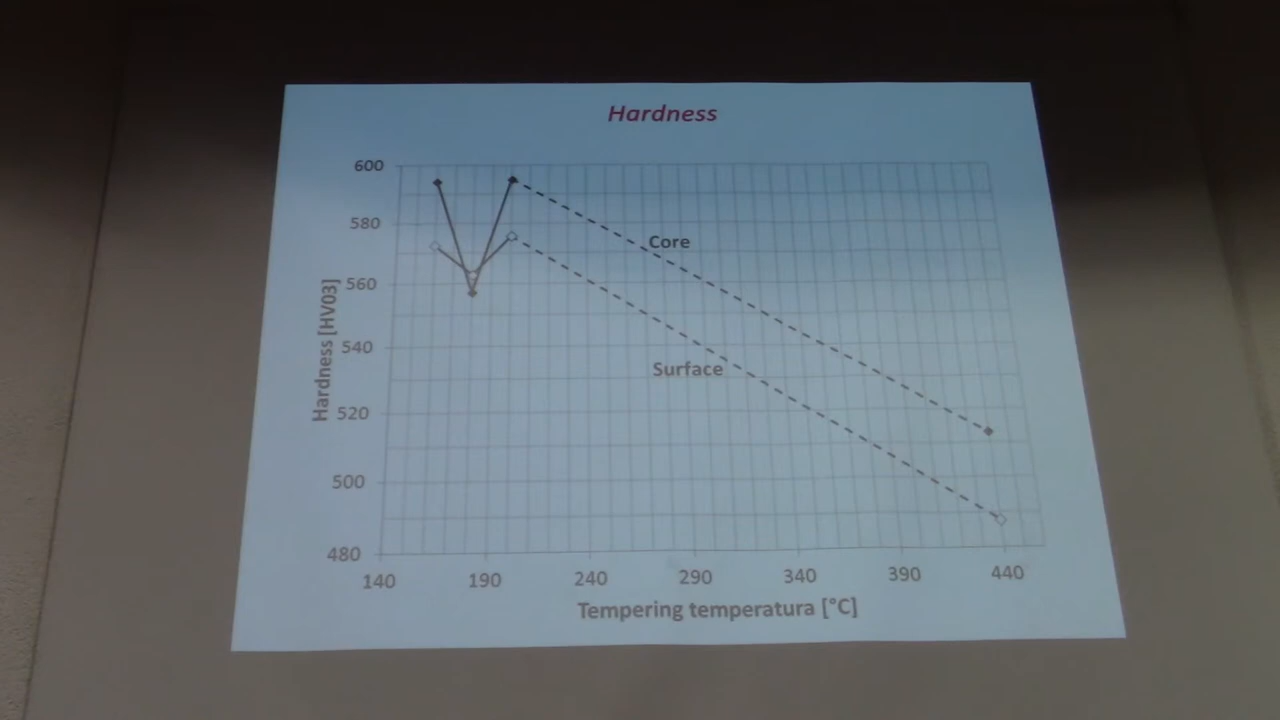 Hardness
600
580
560
540
520
500
480
Hardness [HV03]
Core
Surface
140 190 240 290 340 390 440
Tempering temperatura [°C]